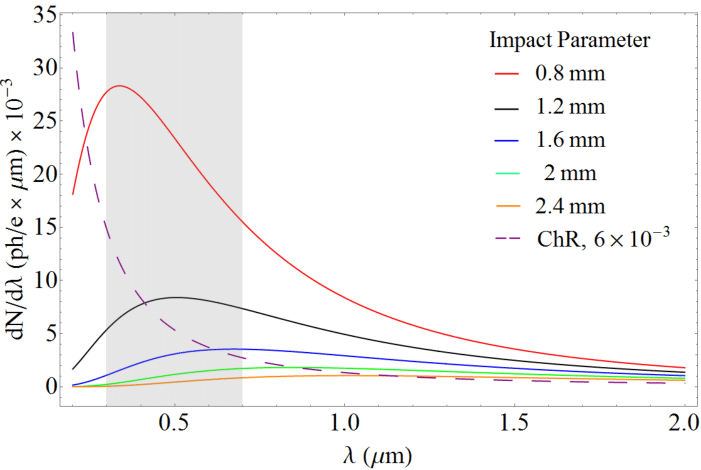 dN/dλ (ph/e × μm) × 10⁻³
35
30
25
20
15
10
5
0
Impact Parameter
0.8 mm
1.2 mm
1.6 mm
2 mm
2.4 mm
ChR, 6 × 10⁻³
0.5
1.0
1.5
2.0
λ (μm)